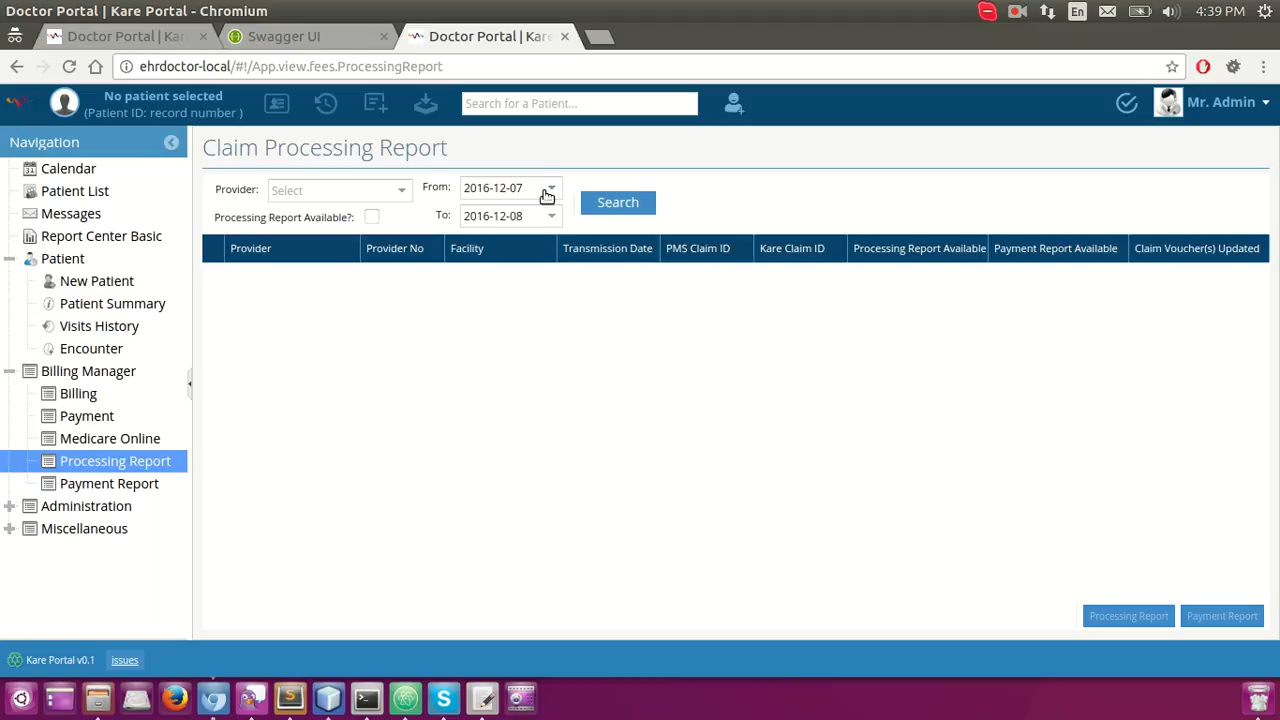 Doctor Portal | Kare Portal - Chromium
En
4:39 PM
Doctor Portal | Kar
Swagger UI
Doctor Portal | Kare
ehrdoctor-local/#!/App.view.fees.ProcessingReport
No patient selected
(Patient ID: record number )
Search for a Patient...
Mr. Admin
Navigation
Calendar
Patient List
Messages
Report Center Basic
Patient
New Patient
Patient Summary
Visits History
Encounter
Billing Manager
Billing
Payment
Medicare Online
Processing Report
Payment Report
Administration
Miscellaneous
Claim Processing Report
Provider:
Select
From:
2016-12-07
Search
Processing Report Available?:
To:
2016-12-08
Provider
Provider No
Facility
Transmission Date
PMS Claim ID
Kare Claim ID
Processing Report Available
Payment Report Available
Claim Voucher(s) Updated
Processing Report
Payment Report
Kare Portal v0.1
issues